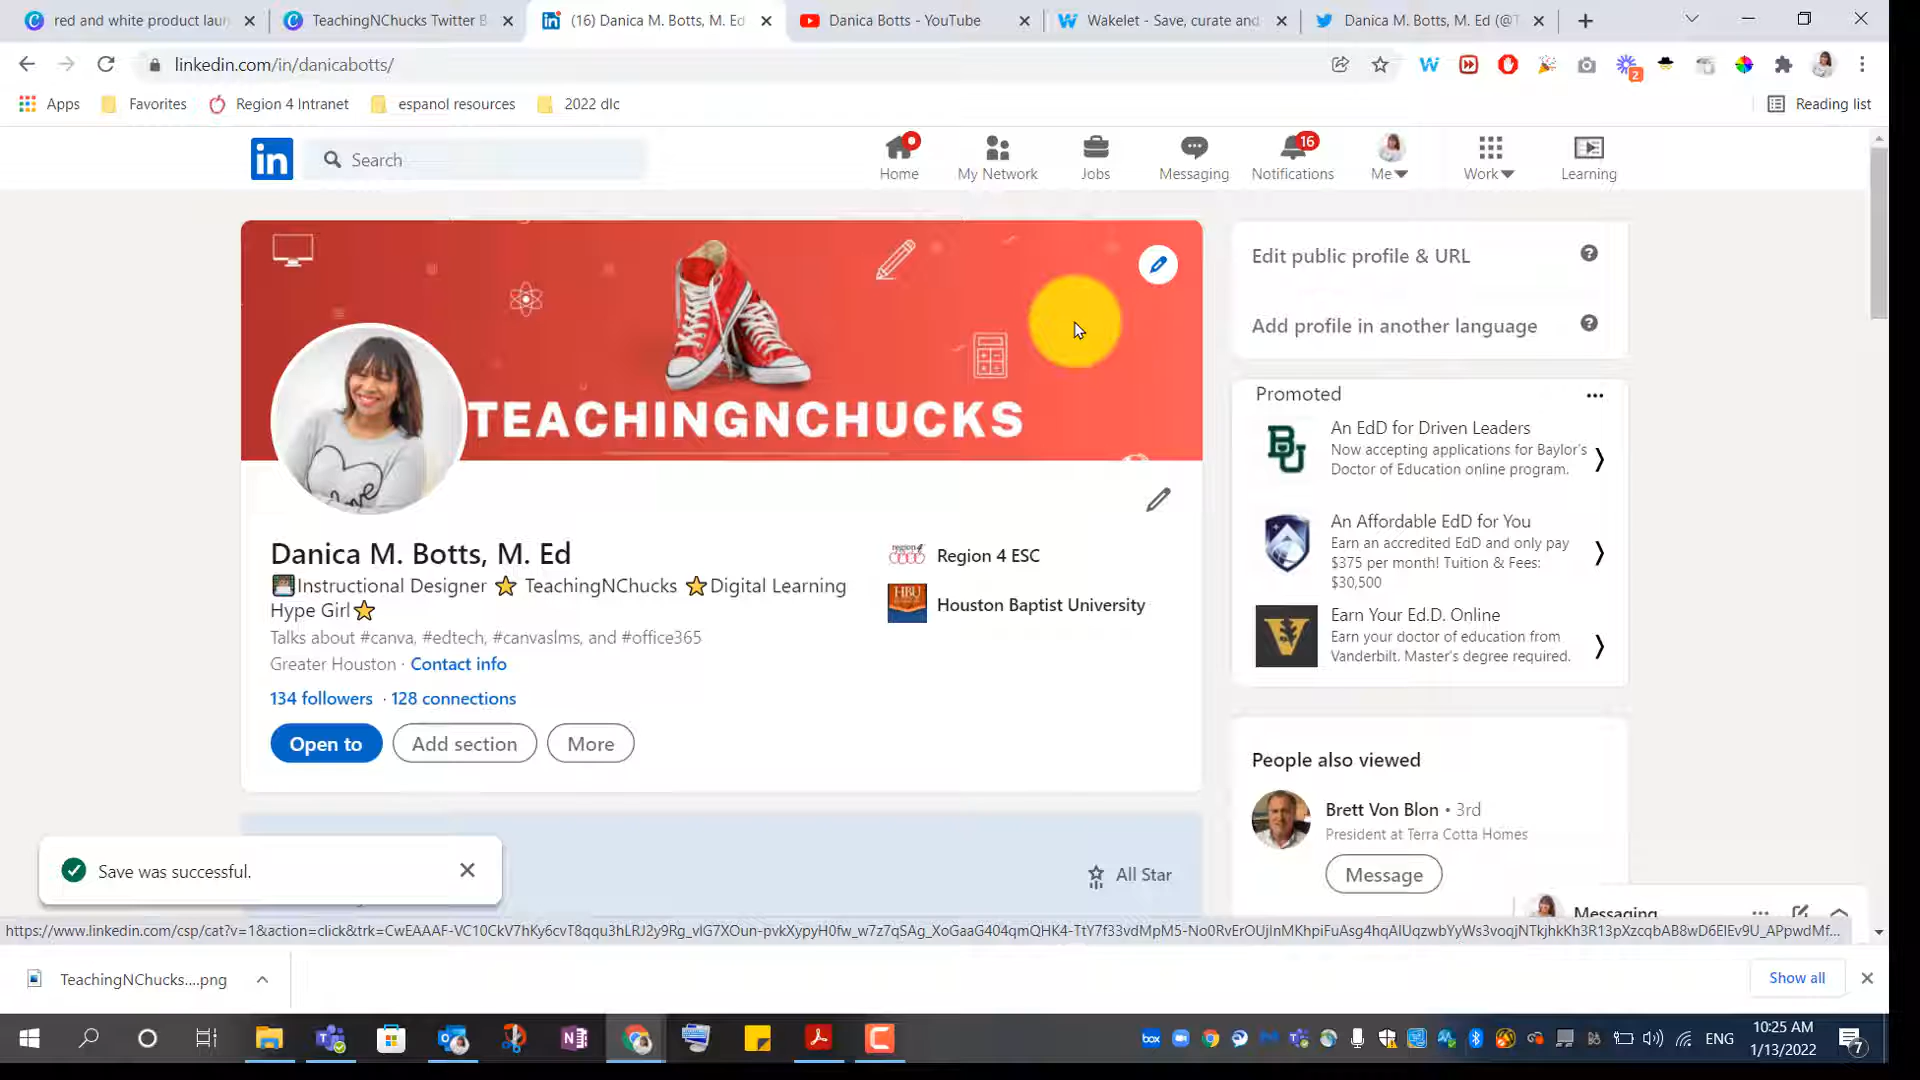 red and white product laun
TeachingNChucks Twitter B
(16) Danica M. Botts, M. Ed
Danica Botts - YouTube
Wakelet - Save, curate and
Danica M. Botts, M. Ed (@T
linkedin.com/in/danicabotts/
2
Apps
Favorites
Region 4 Intranet
espanol resources
2022 dlc
Reading list
in
Search
Home
My Network
Jobs
Messaging
16
Notifications
Me
Work
Learning
TEACHINGNCHUCKS
Love
Edit public profile & URL
Add profile in another language
Promoted
An EdD for Driven Leaders
Now accepting applications for Baylor's
Doctor of Education online program.
An Affordable EdD for You
Earn an accredited EdD and only pay
$375 per month! Tuition & Fees:
$30,500
Earn Your Ed.D. Online
Earn your doctor of education from
Vanderbilt. Master's degree required.
Danica M. Botts, M. Ed
Instructional Designer ⭐ TeachingNChucks ⭐Digital Learning
Hype Girl⭐
Talks about #canva, #edtech, #canvaslms, and #office365
Greater Houston · Contact info
134 followers · 128 connections
Open to
Add section
More
region 4
Region 4 ESC
HBU
Houston Baptist University
People also viewed
Brett Von Blon • 3rd
President at Terra Cotta Homes
Message
Save was successful.
All Star
Messaging
TeachingNChucks....png
Show all
box
ENG
10:25 AM
1/13/2022
7